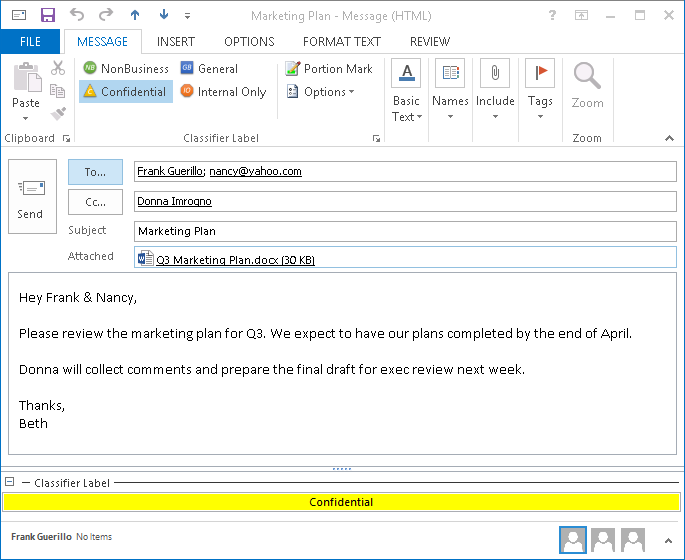 Marketing Plan - Message (HTML)
?
FILE MESSAGE INSERT OPTIONS FORMAT TEXT REVIEW
Paste
NB NonBusiness GB General
Confidential IO Internal Only
Portion Mark
Options
A
Basic Text
Names
Include
Tags
Zoom
Clipboard Classifier Label Zoom
Send
To... Frank Guerillo; nancy@yahoo.com
Cc... Donna Imrogno
Subject Marketing Plan
Attached Q3 Marketing Plan.docx (30 KB)
Hey Frank & Nancy,
Please review the marketing plan for Q3. We expect to have our plans completed by the end of April.
Donna will collect comments and prepare the final draft for exec review next week.
Thanks,
Beth
Classifier Label
Confidential
Frank Guerillo No Items